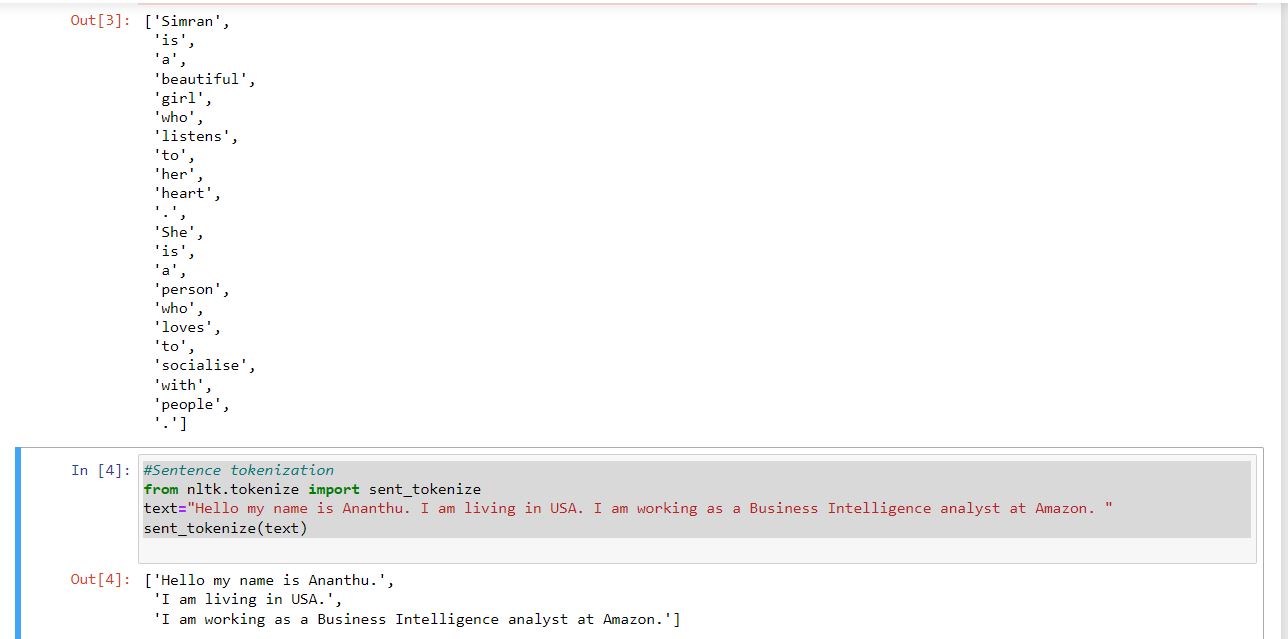 Out[3]: ['Simran',
'is',
'a',
'beautiful',
'girl',
'who',
'listens',
'to',
'her',
'heart',
'.',
'She',
'is',
'a',
'person',
'who',
'loves',
'to',
'socialise',
'with',
'people',
'.']
In [4]: #Sentence tokenization
from nltk.tokenize import sent_tokenize
text="Hello my name is Ananthu. I am living in USA. I am working as a Business Intelligence analyst at Amazon. "
sent_tokenize(text)
Out[4]: ['Hello my name is Ananthu.',
'I am living in USA.',
'I am working as a Business Intelligence analyst at Amazon.']